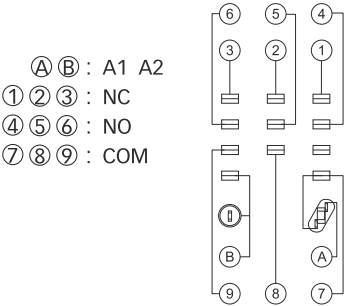 ⑥ ⑤ ④
③ ② ①
Ⓐ Ⓑ : A1 A2
① ② ③ : NC
④ ⑤ ⑥ : NO
⑦ ⑧ ⑨ : COM
Ⓑ Ⓐ
⑨ ⑧ ⑦